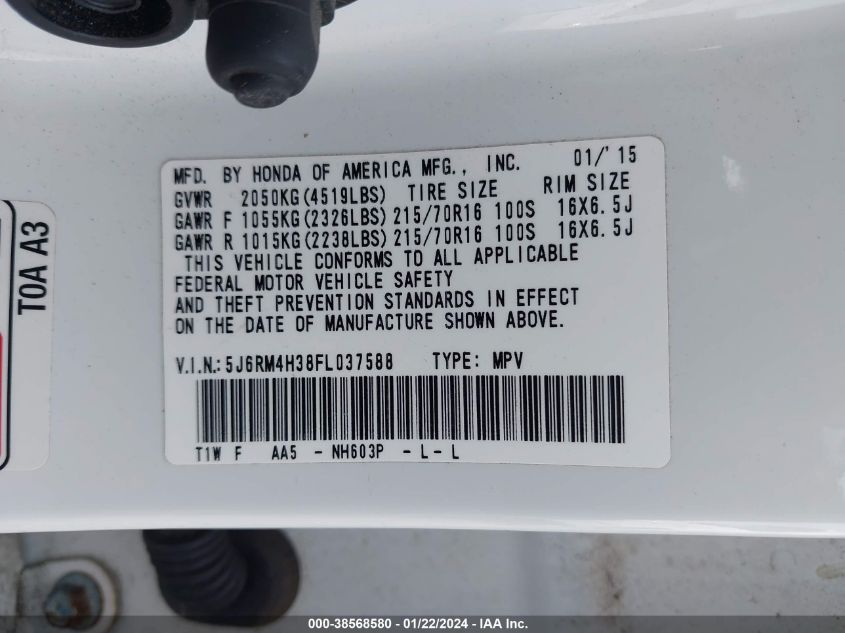 MFD. BY HONDA OF AMERICA MFG., INC. 01/'15
GVWR 2050KG(4519LBS) TIRE SIZE RIM SIZE
GAWR F 1055KG(2326LBS) 215/70R16 100S 16X6.5J
GAWR R 1015KG(2238LBS) 215/70R16 100S 16X6.5J
THIS VEHICLE CONFORMS TO ALL APPLICABLE
FEDERAL MOTOR VEHICLE SAFETY
AND THEFT PREVENTION STANDARDS IN EFFECT
ON THE DATE OF MANUFACTURE SHOWN ABOVE.
V.I.N.: 5J6RM4H38FL037588 TYPE: MPV
T1W F AA5 - NH603P - L - L
T0A A3
000-38568580 - 01/22/2024 - IAA Inc.